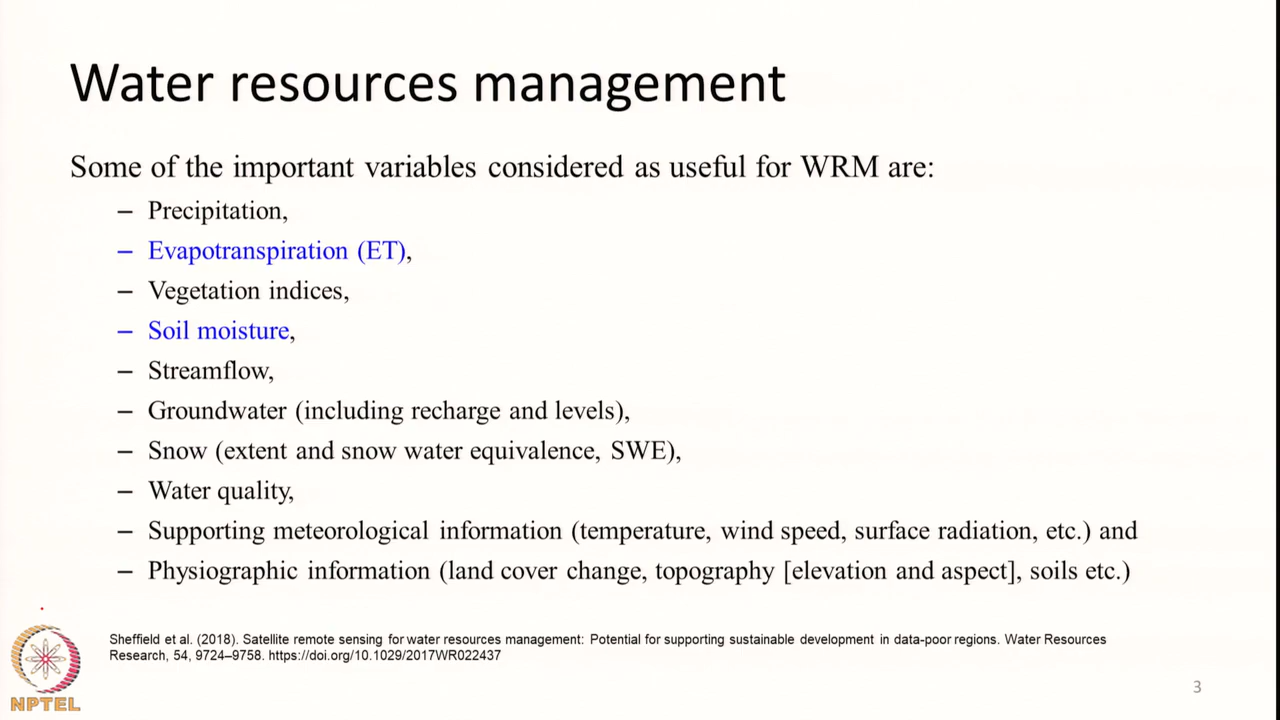 Water resources management
Some of the important variables considered as useful for WRM are:
– Precipitation,
– Evapotranspiration (ET),
– Vegetation indices,
– Soil moisture,
– Streamflow,
– Groundwater (including recharge and levels),
– Snow (extent and snow water equivalence, SWE),
– Water quality,
– Supporting meteorological information (temperature, wind speed, surface radiation, etc.) and
– Physiographic information (land cover change, topography [elevation and aspect], soils etc.)
Sheffield et al. (2018). Satellite remote sensing for water resources management: Potential for supporting sustainable development in data-poor regions. Water Resources
Research, 54, 9724–9758. https://doi.org/10.1029/2017WR022437
NPTEL
3